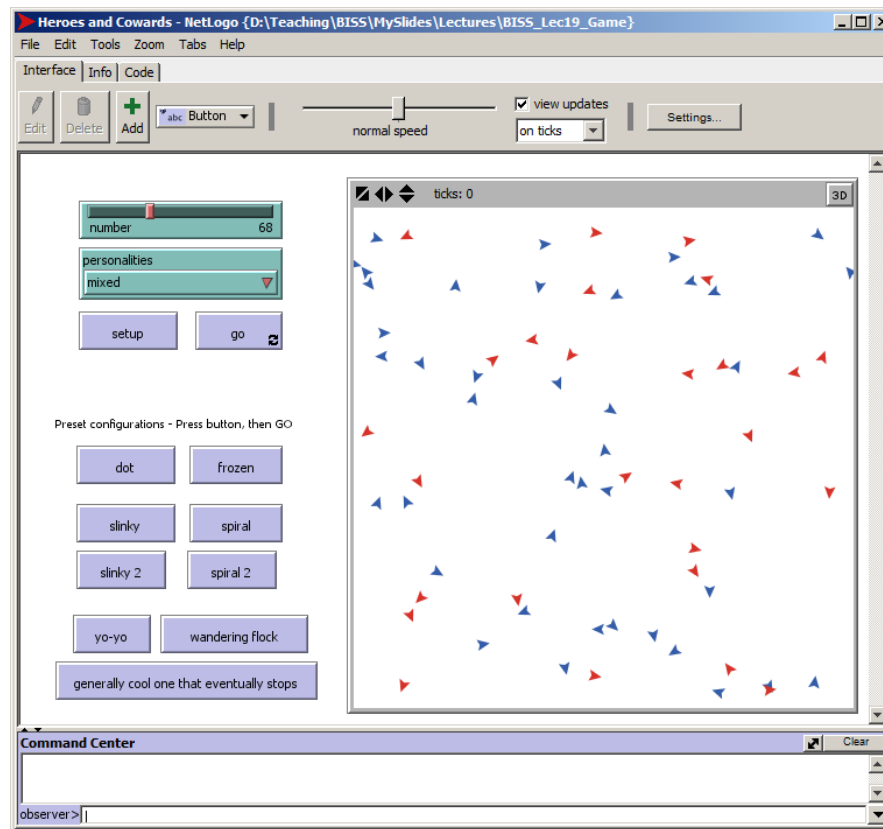 Heroes and Cowards - NetLogo {D:\Teaching\BISS\MySlides\Lectures\BISS_Lec19_Game}
File Edit Tools Zoom Tabs Help
Interface Info Code
Edit Delete Add abc Button normal speed view updates on ticks Settings...
ticks: 0 3D
number 68
personalities
mixed
setup go
Preset configurations - Press button, then GO
dot frozen
slinky spiral
slinky 2 spiral 2
yo-yo wandering flock
generally cool one that eventually stops
Command Center Clear
observer>